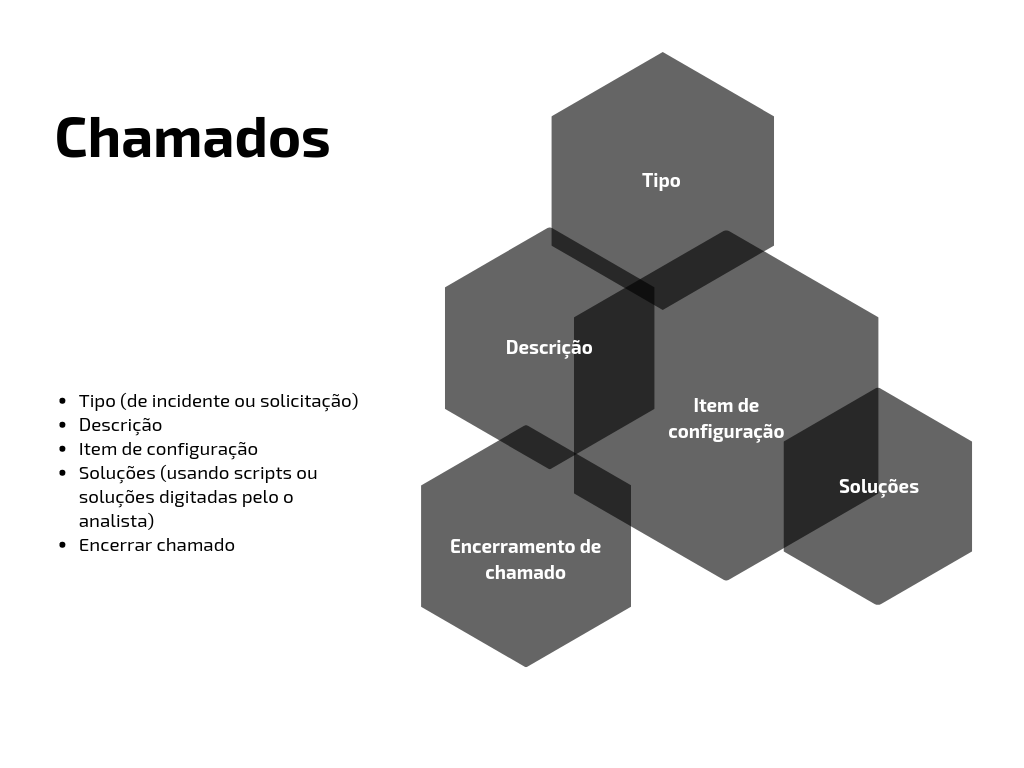 Chamados
• Tipo (de incidente ou solicitação)
• Descrição
• Item de configuração
• Soluções (usando scripts ou
soluções digitadas pelo o
analista)
• Encerrar chamado
Tipo
Descrição
Item de
configuração
Soluções
Encerramento de
chamado